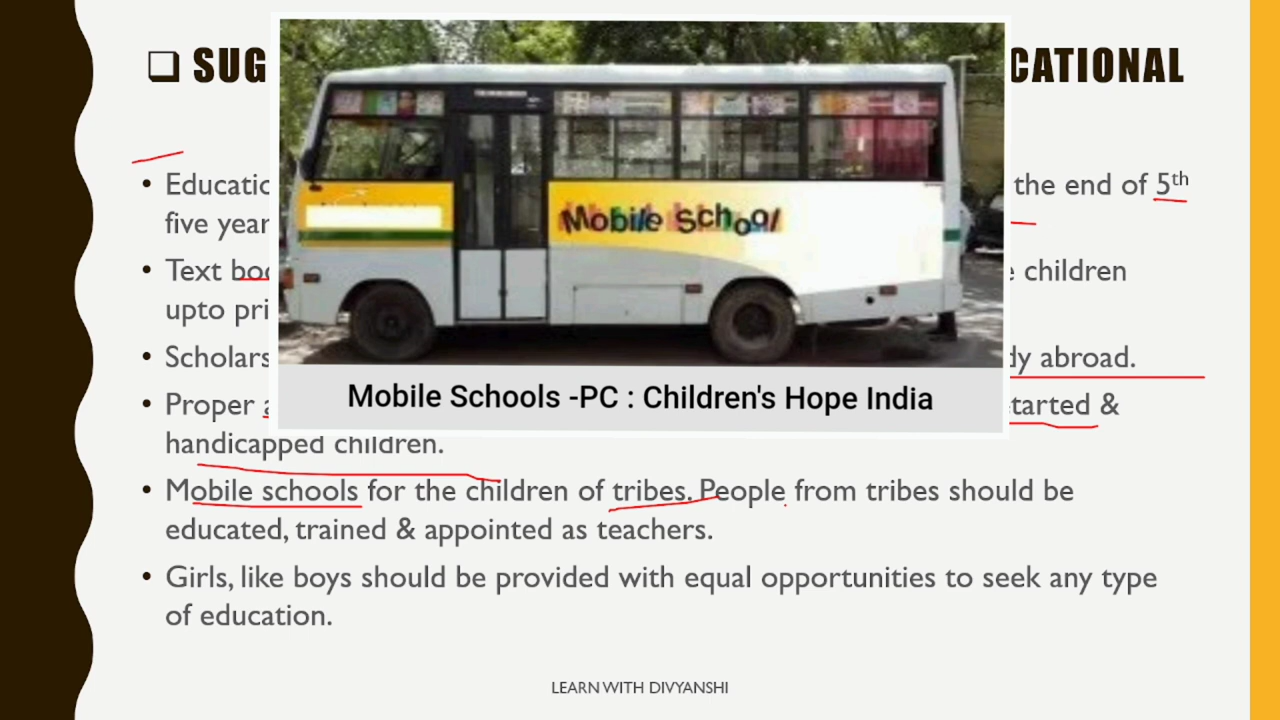 ❑ SUG CATIONAL
• Educatio the end of 5th
five year
• Text boo e children
upto pri
• Scholars dy abroad.
Mobile School
Mobile Schools -PC : Children's Hope India
• Proper a tarted &
handicapped children.
• Mobile schools for the children of tribes. People from tribes should be
educated, trained & appointed as teachers.
• Girls, like boys should be provided with equal opportunities to seek any type
of education.
LEARN WITH DIVYANSHI